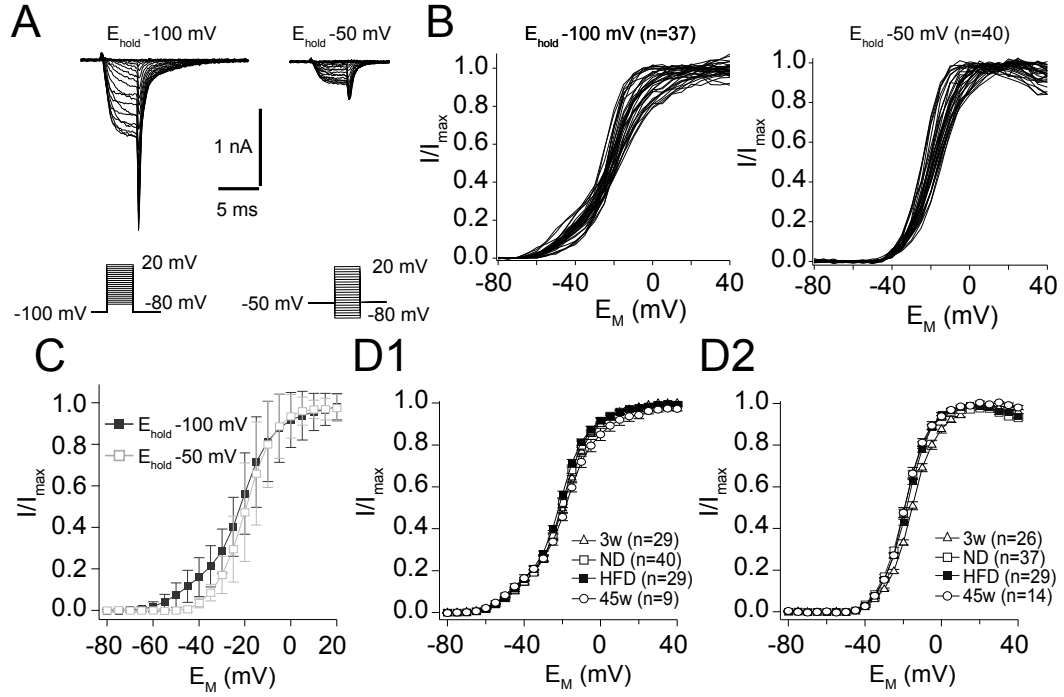 A
E_hold -100 mV
E_hold -50 mV
1 nA
5 ms
20 mV
-80 mV
-100 mV
20 mV
-80 mV
-50 mV
B
E_hold -100 mV (n=37)
I/I_max
1.0
0.8
0.6
0.4
0.2
0.0
-80
-40
0
40
E_M (mV)
E_hold -50 mV (n=40)
I/I_max
1.0
0.8
0.6
0.4
0.2
0.0
-80
-40
0
40
E_M (mV)
C
I/I_max
1.0
0.8
0.6
0.4
0.2
0.0
E_hold -100 mV
E_hold -50 mV
-80
-60
-40
-20
0
20
E_M (mV)
D1
I/I_max
1.0
0.8
0.6
0.4
0.2
0.0
3w (n=29)
ND (n=40)
HFD (n=29)
45w (n=9)
-80
-40
0
40
E_M (mV)
D2
I/I_max
1.0
0.8
0.6
0.4
0.2
0.0
3w (n=26)
ND (n=37)
HFD (n=29)
45w (n=14)
-80
-40
0
40
E_M (mV)